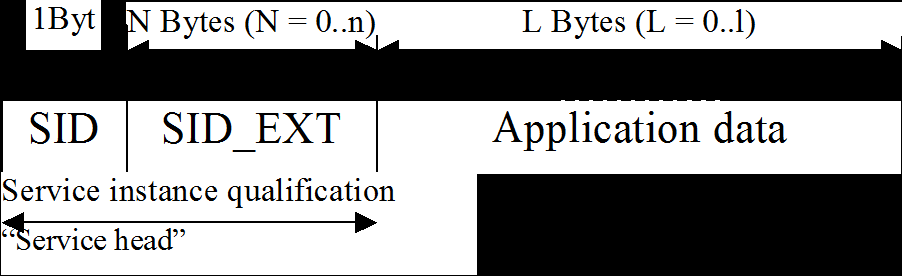 1Byt N Bytes (N = 0..n) L Bytes (L = 0..l)
SID SID_EXT Application data
Service instance qualification
“Service head”